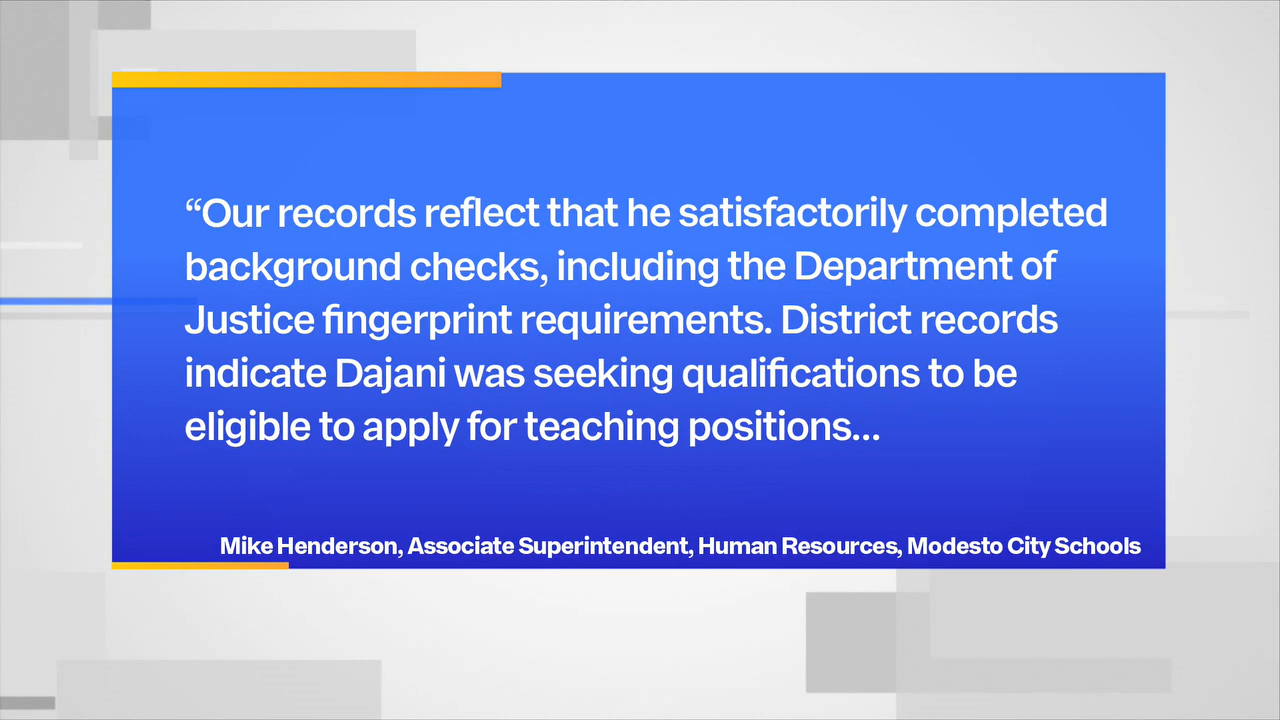 “Our records reflect that he satisfactorily completed
background checks, including the Department of
Justice fingerprint requirements. District records
indicate Dajani was seeking qualifications to be
eligible to apply for teaching positions...
Mike Henderson, Associate Superintendent, Human Resources, Modesto City Schools